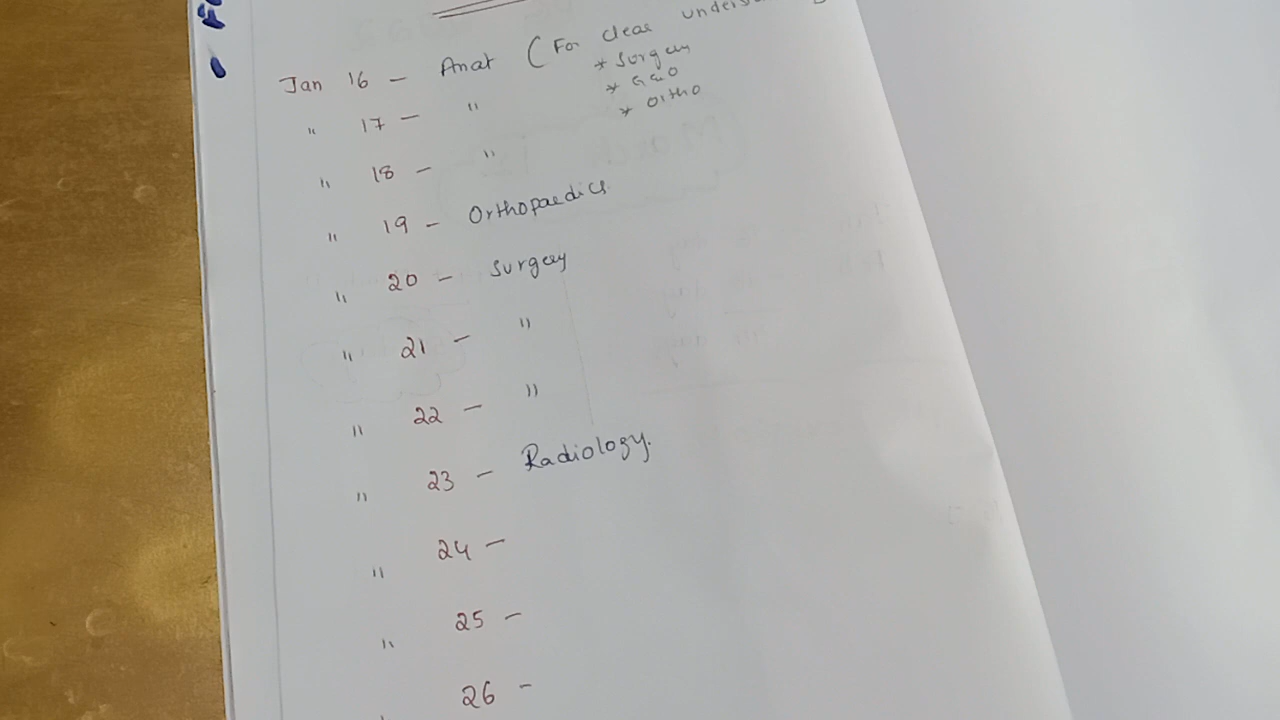 Jan 16 - Anat (For clear
* Surgery
* G&O
* Ortho
" 17 - "
" 18 - "
" 19 - Orthopaedics
" 20 - Surgery
" 21 - "
" 22 - "
" 23 - Radiology.
" 24 -
" 25 -
26 -